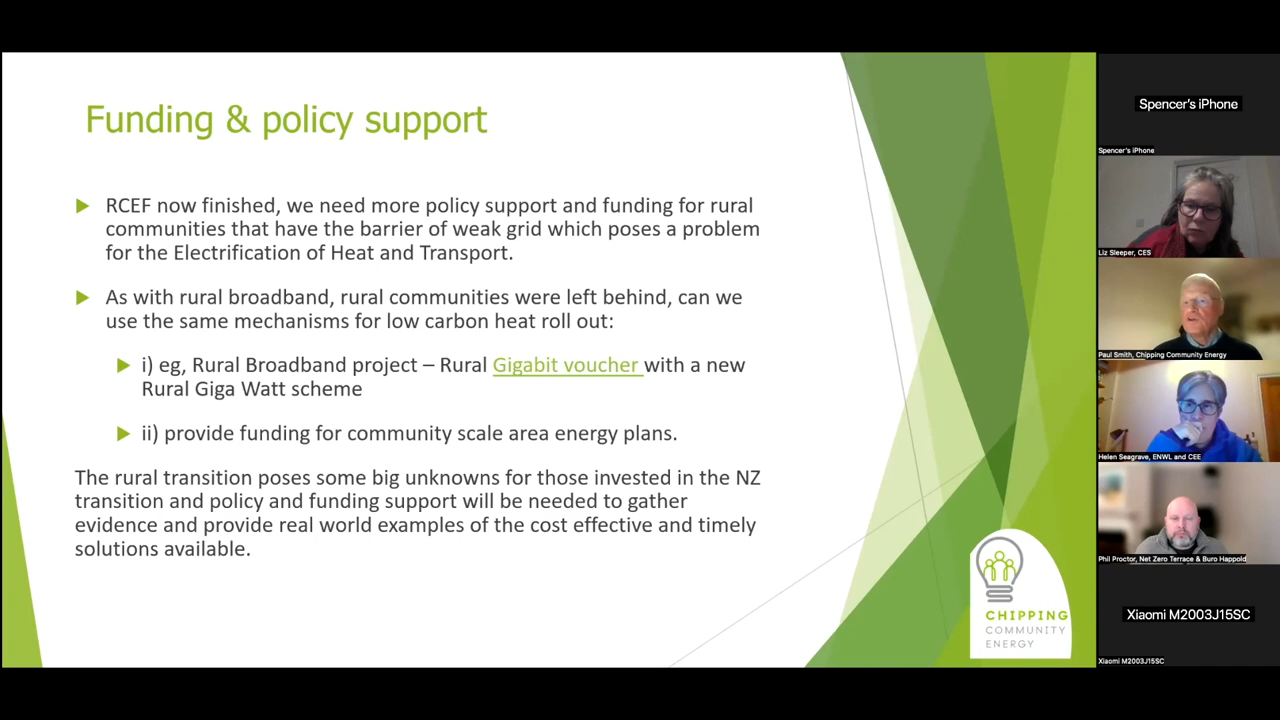 Funding & policy support
RCEF now finished, we need more policy support and funding for rural
communities that have the barrier of weak grid which poses a problem
for the Electrification of Heat and Transport.
As with rural broadband, rural communities were left behind, can we
use the same mechanisms for low carbon heat roll out:
i) eg, Rural Broadband project – Rural Gigabit voucher with a new
Rural Giga Watt scheme
ii) provide funding for community scale area energy plans.
The rural transition poses some big unknowns for those invested in the NZ
transition and policy and funding support will be needed to gather
evidence and provide real world examples of the cost effective and timely
solutions available.
CHIPPING
COMMUNITY
ENERGY
Spencer's iPhone
Spencer's iPhone
Liz Sleeper, CES
Paul Smith, Chipping Community Energy
Helen Seagrave, ENWL and CEE
Phil Proctor, Net Zero Terrace & Buro Happold
Xiaomi M2003J15SC
Xiaomi M2003J15SC